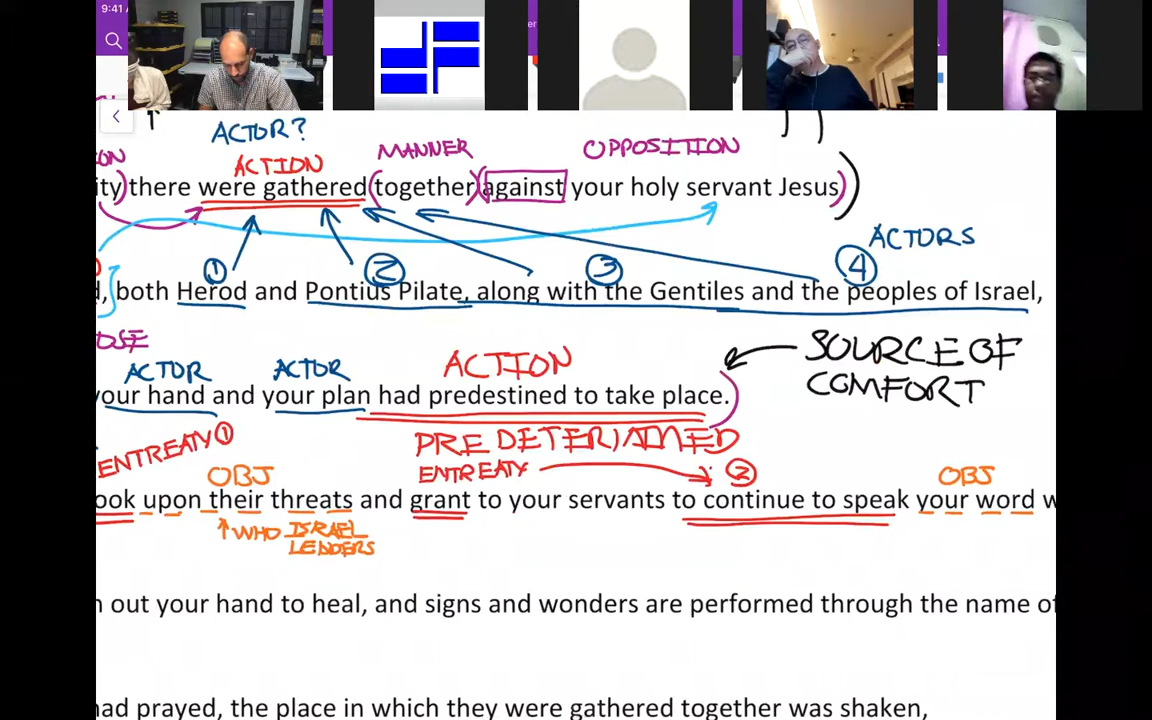 9:41
ACTOR?
ACTION
MANNER
OPPOSITION
ity) there were gathered (together) (against your holy servant Jesus))
ACTORS
① ② ③ ④
d, both Herod and Pontius Pilate, along with the Gentiles and the peoples of Israel,
OSE
ACTOR ACTOR ACTION
SOURCE OF
COMFORT
your hand and your plan had predestined to take place.)
PREDETERIAMED
ENTREATY ①
ENTREATY ②
OBJ OBJ
ook upon their threats and grant to your servants to continue to speak your word w
↑WHO ISRAEL
LEADERS
n out your hand to heal, and signs and wonders are performed through the name of
had prayed, the place in which they were gathered together was shaken,